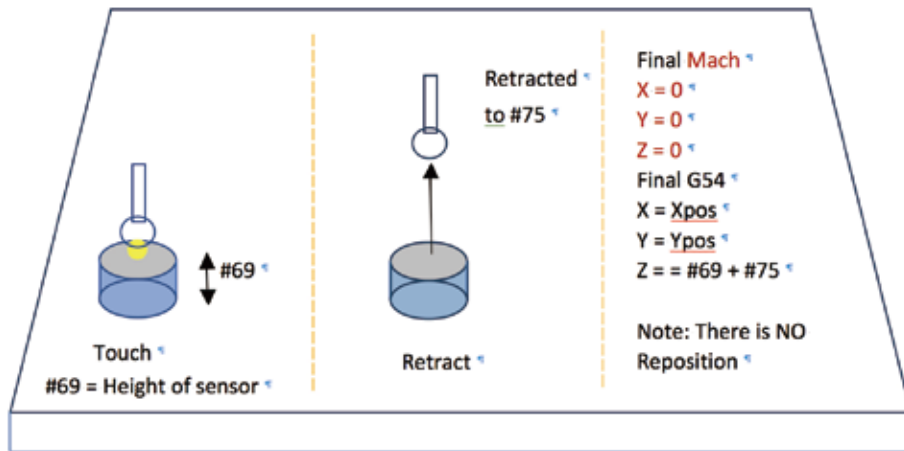 #69
Touch
#69 = Height of sensor
Retracted
to #75
Retract
Final Mach
X = 0
Y = 0
Z = 0
Final G54
X = Xpos
Y = Ypos
Z = = #69 + #75
Note: There is NO
Reposition